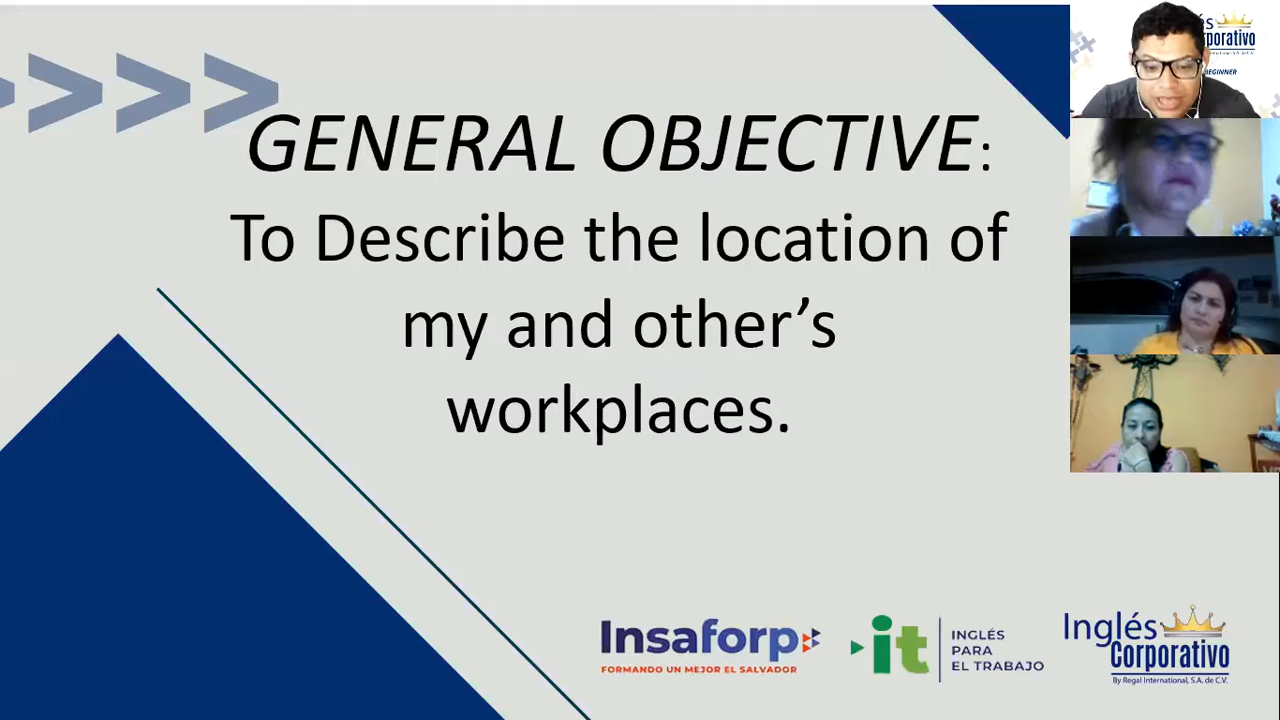 GENERAL OBJECTIVE:
To Describe the location of
my and other's
workplaces.
Insaforp
FORMANDO UN MEJOR EL SALVADOR
it
INGLÉS
PARA
EL TRABAJO
Inglés
Corporativo
By Regal International, S.A. de C.V.
BEGINNER